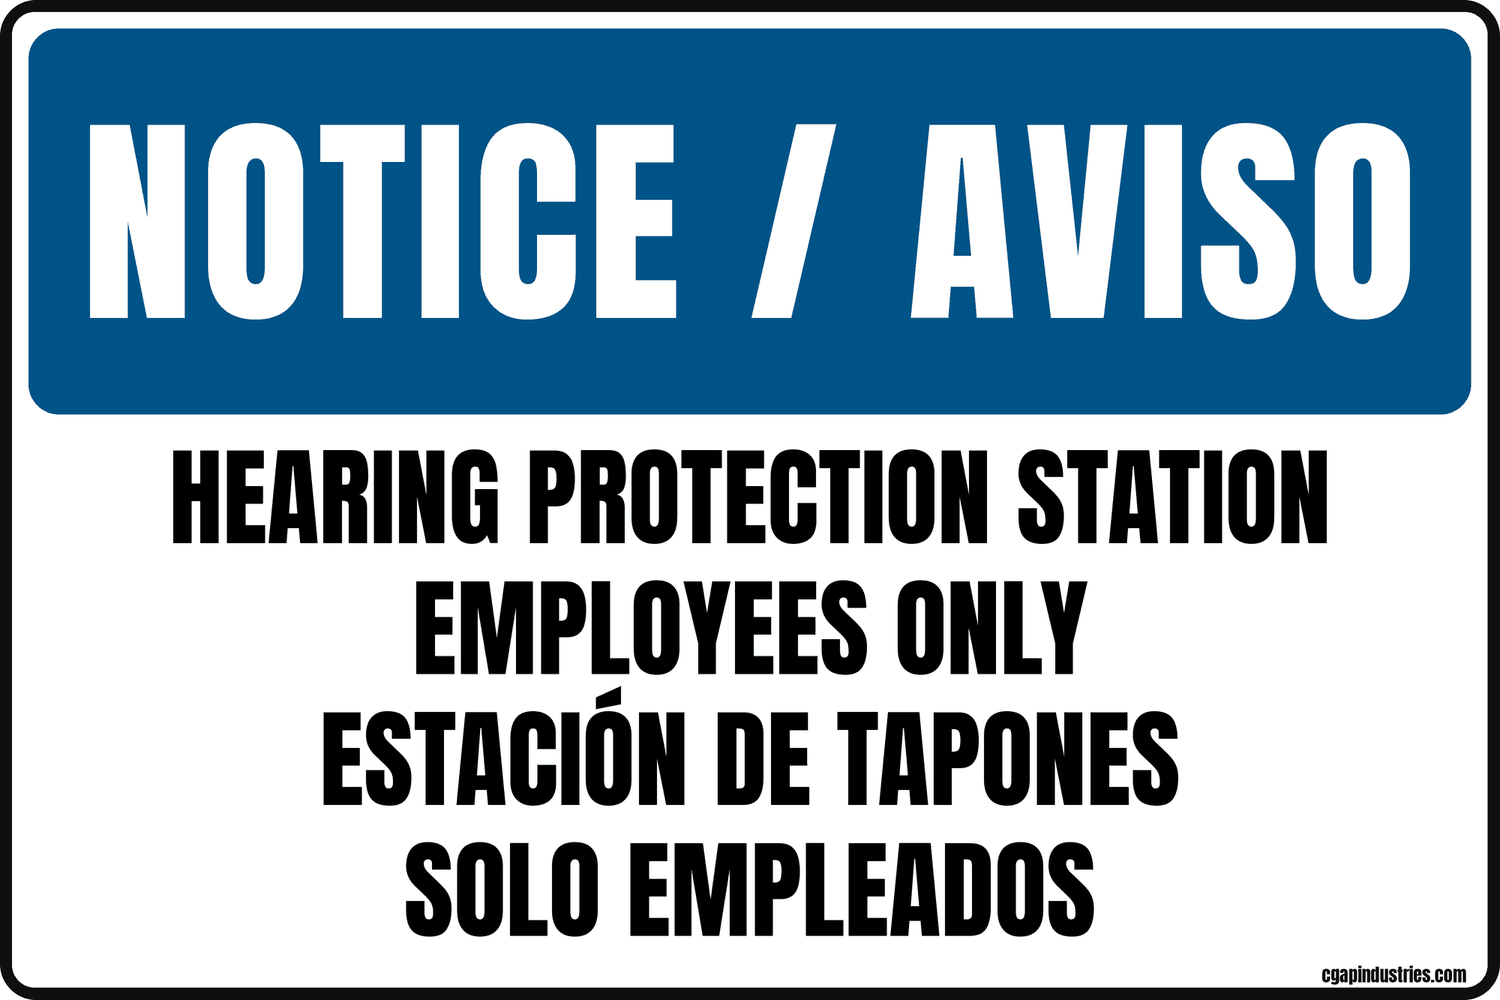 NOTICE / AVISO
HEARING PROTECTION STATION
EMPLOYEES ONLY
ESTACIÓN DE TAPONES
SOLO EMPLEADOS
cgapindustries.com